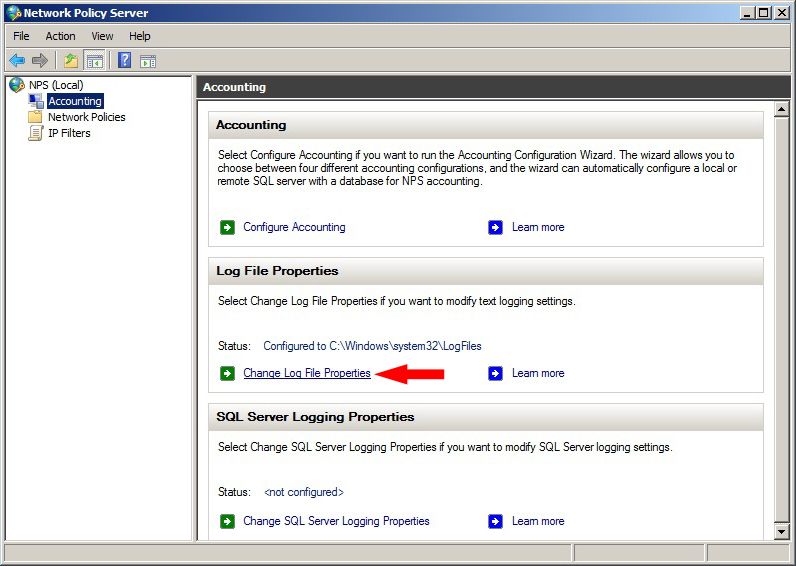 Network Policy Server
File Action View Help
NPS (Local)
Accounting
Network Policies
IP Filters
Accounting
Accounting
Select Configure Accounting if you want to run the Accounting Configuration Wizard. The wizard allows you to
choose between four different accounting configurations, and the wizard can automatically configure a local or
remote SQL server with a database for NPS accounting.
Configure Accounting Learn more
Log File Properties
Select Change Log File Properties if you want to modify text logging settings.
Status: Configured to C:\Windows\system32\LogFiles
Change Log File Properties Learn more
SQL Server Logging Properties
Select Change SQL Server Logging Properties if you want to modify SQL Server logging settings.
Status: <not configured>
Change SQL Server Logging Properties Learn more